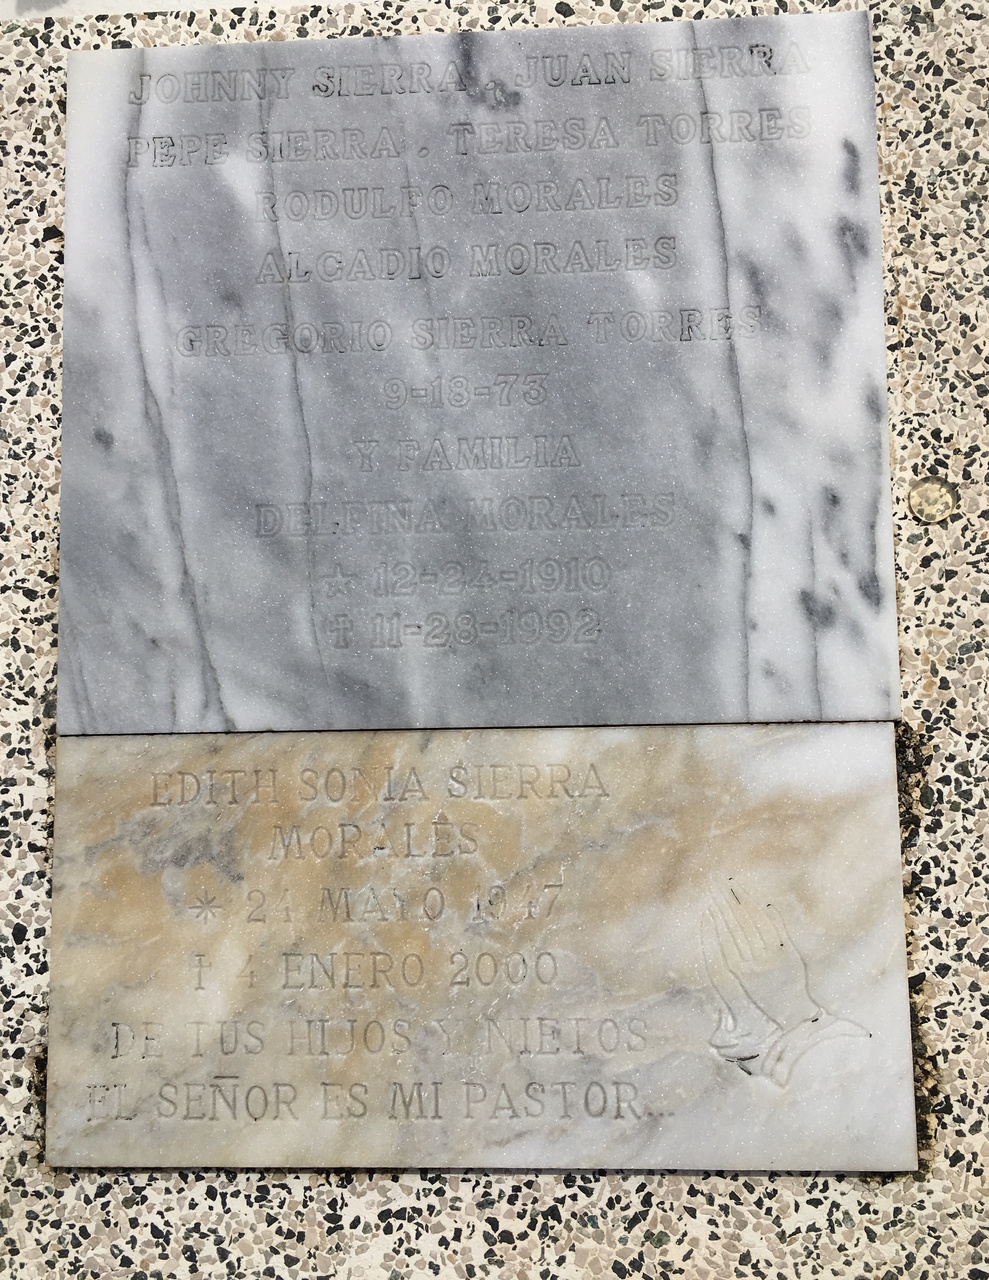 JOHNNY SIERRA . JUAN SIERRA
PEPE SIERRA . TERESA TORRES
RODULFO MORALES
ALCADIO MORALES
GREGORIO SIERRA TORRES
9-18-73
Y FAMILIA
DELFINA MORALES
☆ 12-24-1910
✝ 11-28-1992
EDITH SONIA SIERRA
MORALES
✳ 24 MAYO 1947
† 4 ENERO 2000
DE TUS HIJOS Y NIETOS
EL SEÑOR ES MI PASTOR...